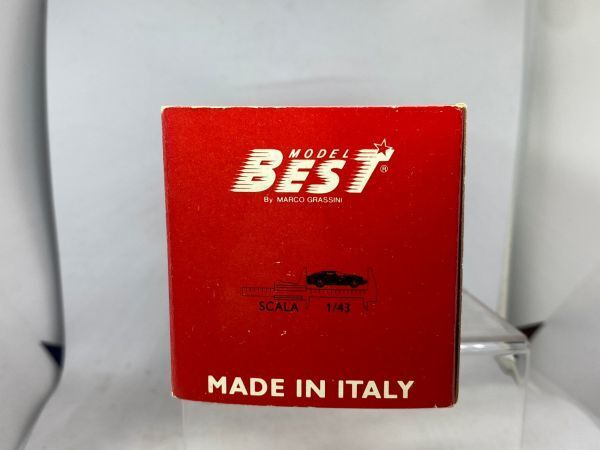 MODEL
BEST®
By MARCO GRASSINI
SCALA 1/43
MADE IN ITALY